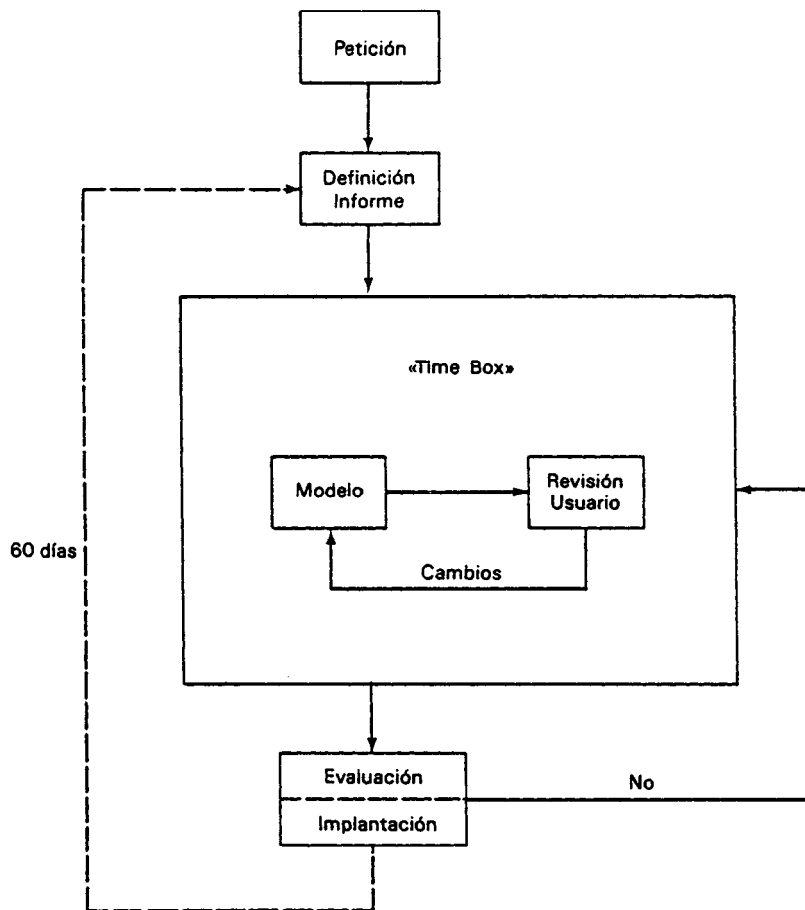 Petición
Definición
Informe
«Time Box»
Modelo
Revisión
Usuario
60 días
Cambios
Evaluación
No
Implantación